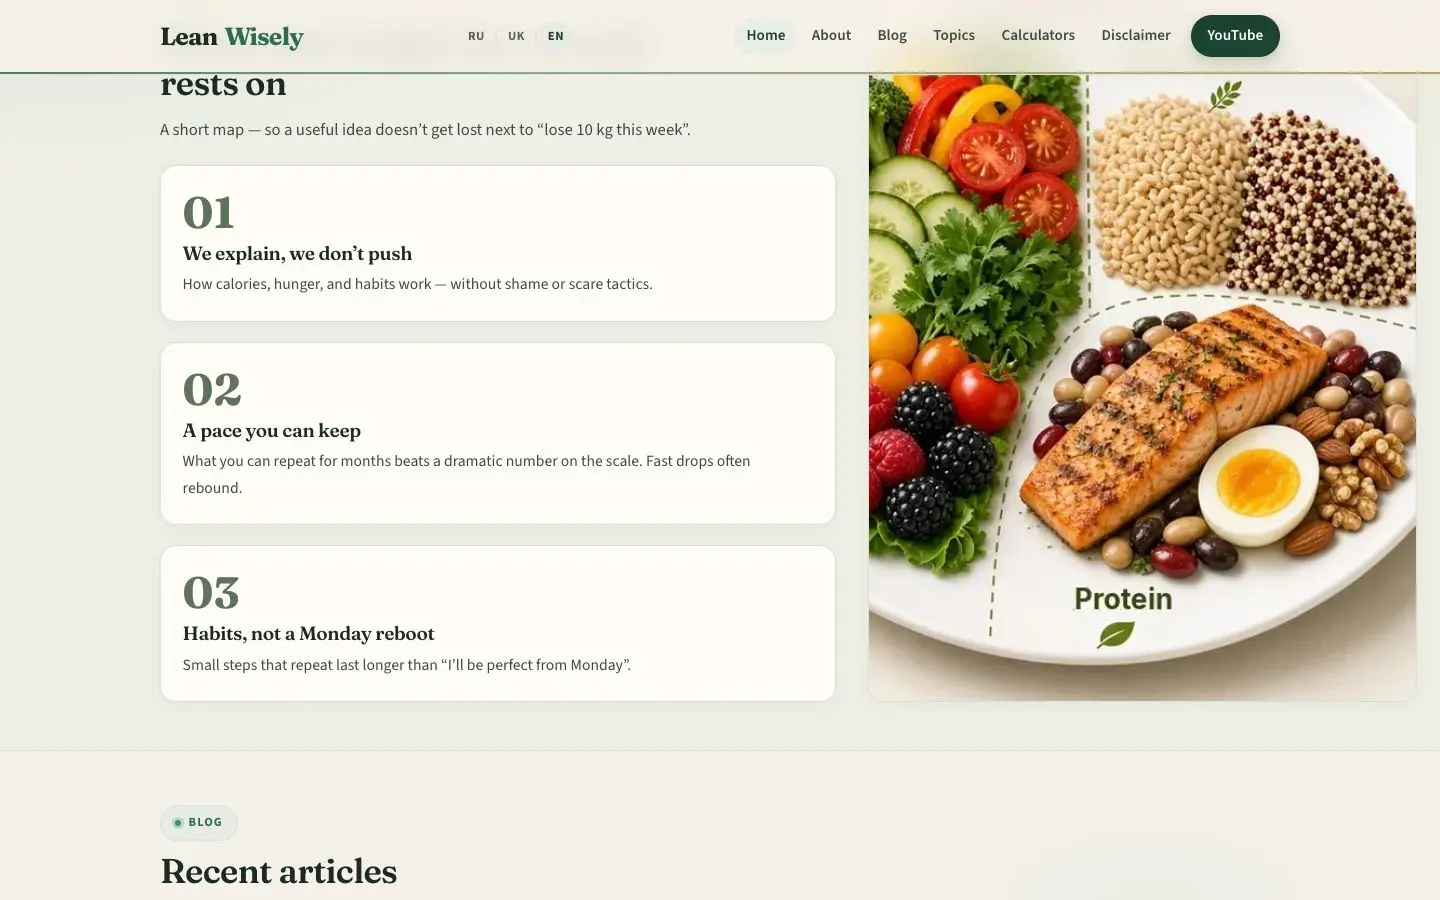 Lean Wisely
RU UK EN
Home About Blog Topics Calculators Disclaimer YouTube
rests on
A short map — so a useful idea doesn’t get lost next to “lose 10 kg this week”.
01
We explain, we don’t push
How calories, hunger, and habits work — without shame or scare tactics.
02
A pace you can keep
What you can repeat for months beats a dramatic number on the scale. Fast drops often
rebound.
03
Habits, not a Monday reboot
Small steps that repeat last longer than “I’ll be perfect from Monday”.
Protein
BLOG
Recent articles